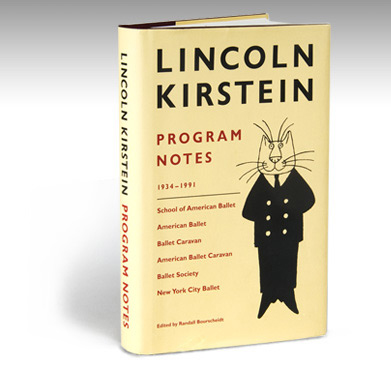 LINCOLN KIRSTEIN PROGRAM NOTES
LINCOLN
KIRSTEIN
PROGRAM
NOTES
1934–1991
School of American Ballet
American Ballet
Ballet Caravan
American Ballet Caravan
Ballet Society
New York City Ballet
Edited by Randall Bourscheidt